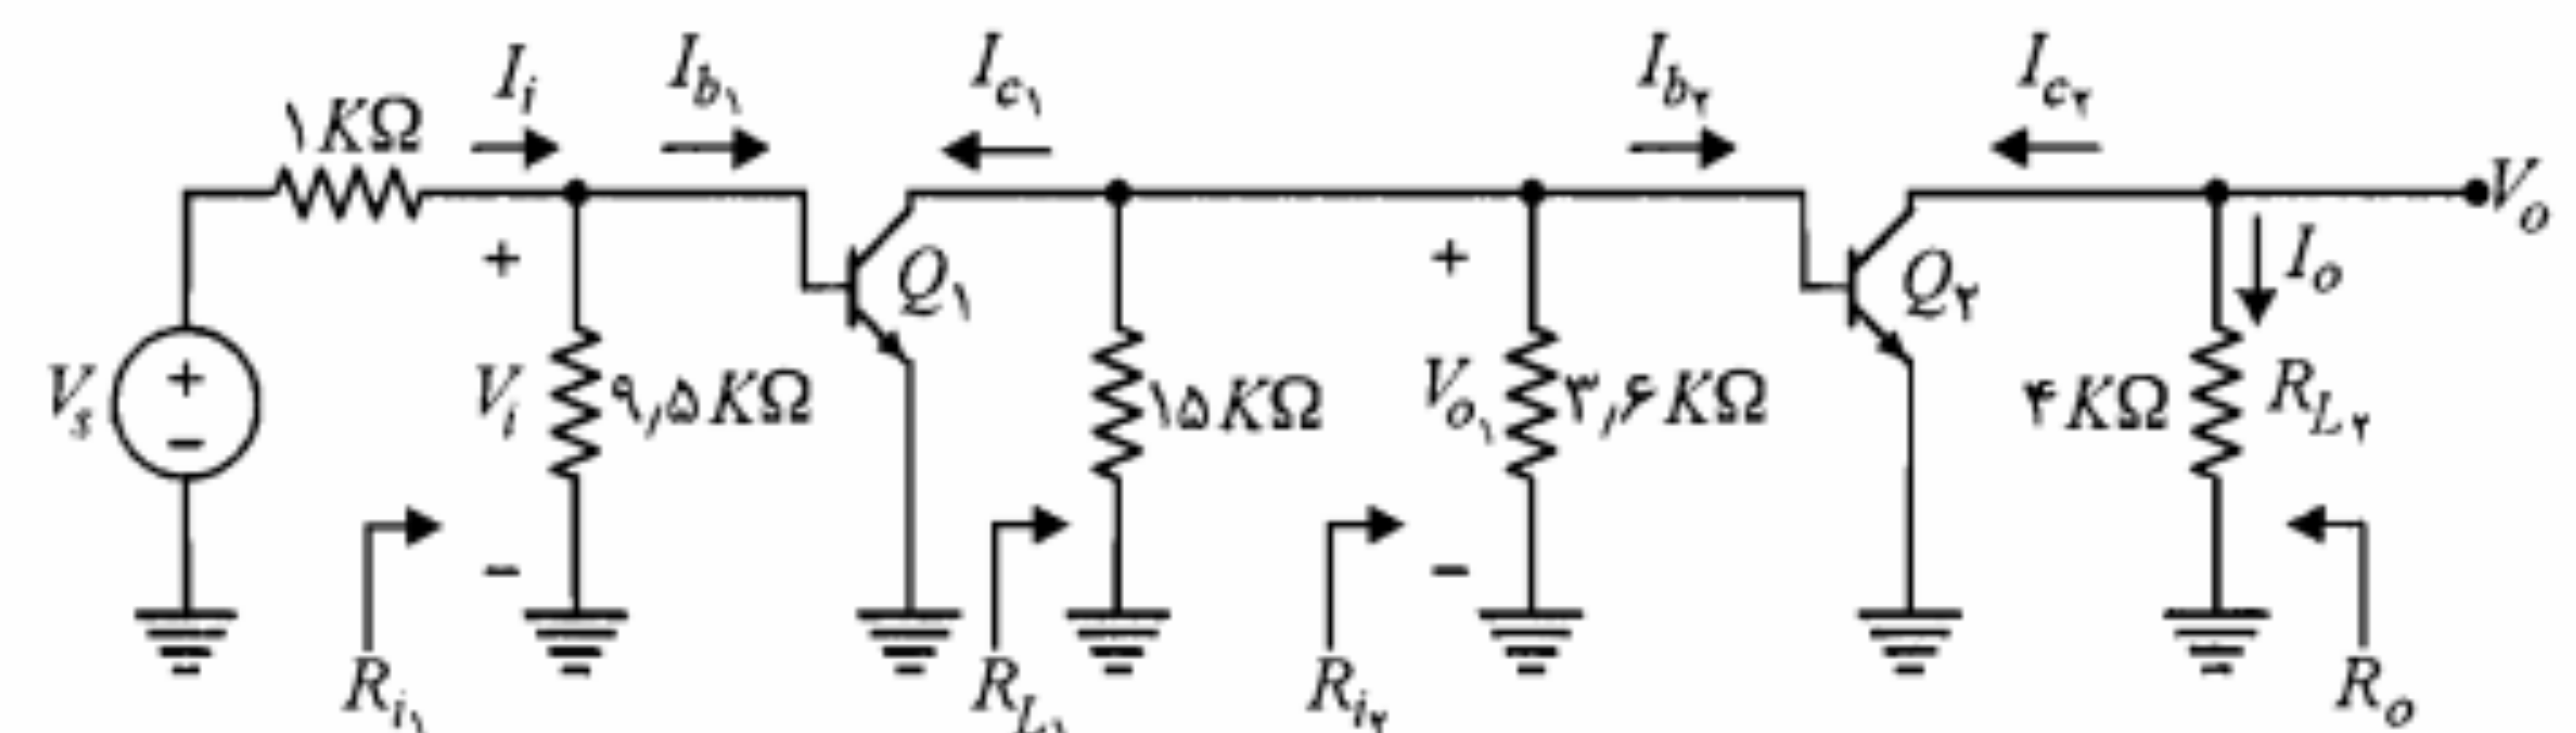 I_i I_b۱ I_c۱ I_b۲ I_c۲
۱KΩ V_o
+ Q۱ + Q۲ I_o
V_s + − V_i ۹٫۵KΩ ۱۵KΩ V_o۱ ۳٫۶KΩ ۴KΩ R_L۲
− −
R_i۱ R_L۱ R_i۲ R_o